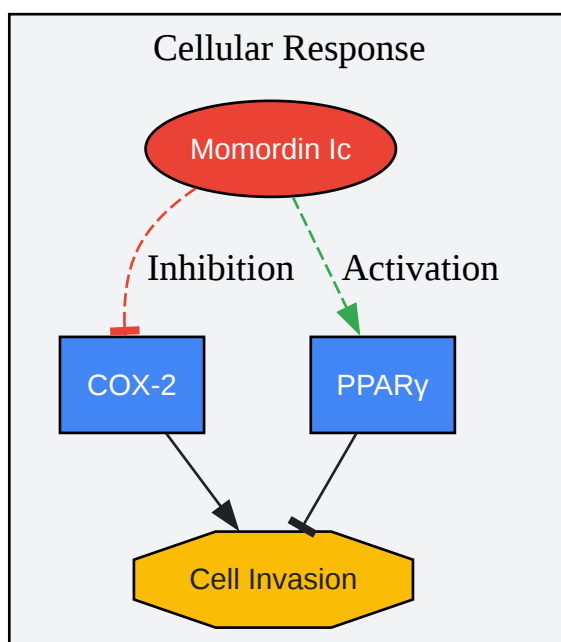 Cellular Response
Momordin Ic
Inhibition
Activation
COX-2
PPARγ
Cell Invasion